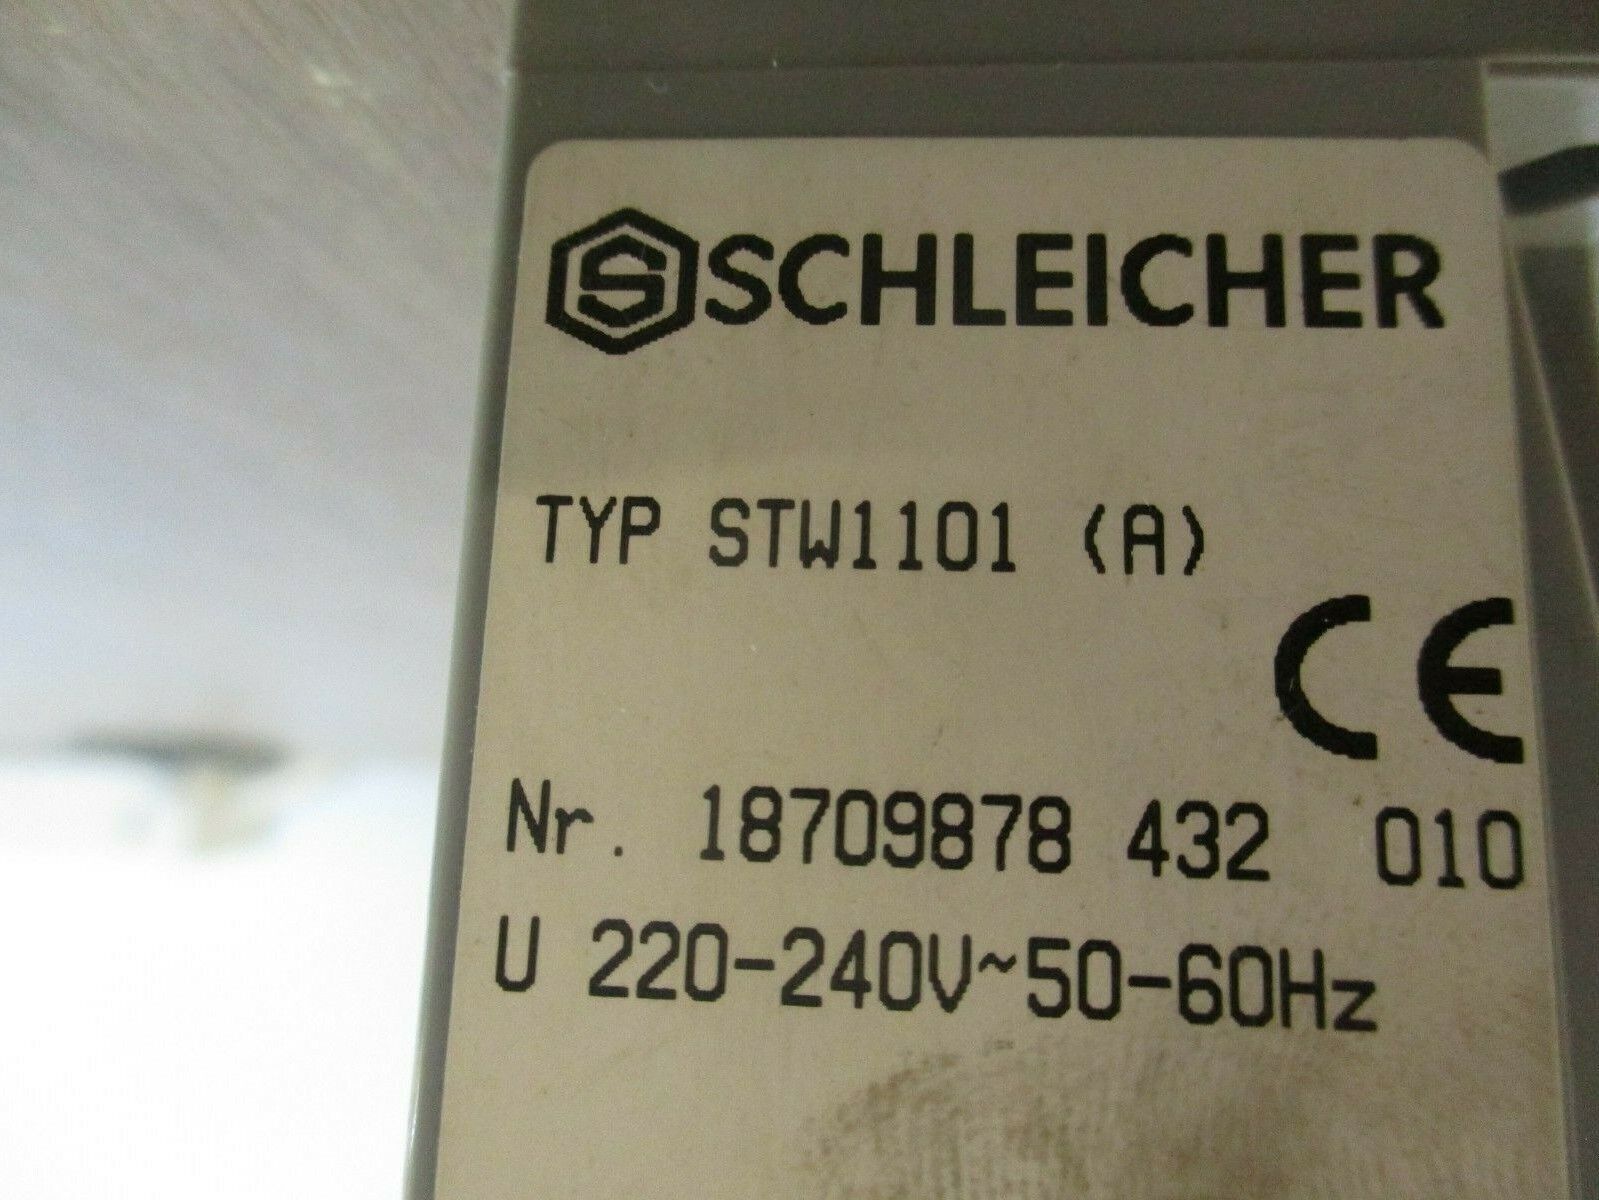 SCHLEICHER
TYP STW1101 (A)
CE
Nr. 18709878 432 010
U 220-240V~50-60Hz